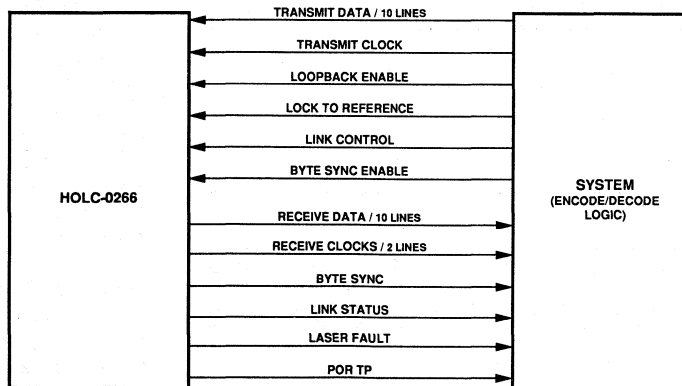 TRANSMIT DATA / 10 LINES
TRANSMIT CLOCK
LOOPBACK ENABLE
LOCK TO REFERENCE
LINK CONTROL
BYTE SYNC ENABLE
HOLC-0266
SYSTEM
(ENCODE/DECODE
LOGIC)
RECEIVE DATA / 10 LINES
RECEIVE CLOCKS / 2 LINES
BYTE SYNC
LINK STATUS
LASER FAULT
POR TP